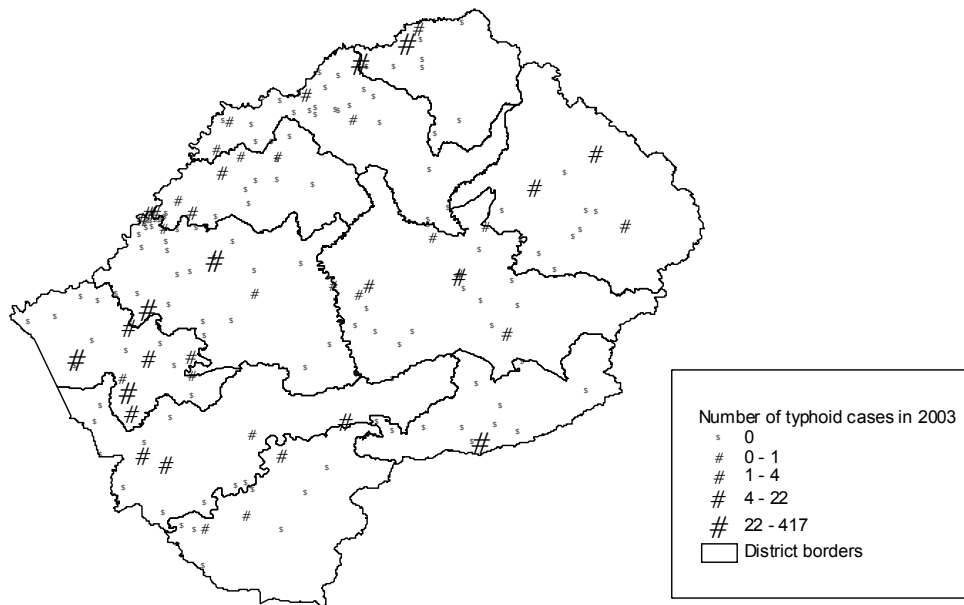 Number of typhoid cases in 2003
$ 0
# 0 - 1
# 1 - 4
# 4 - 22
# 22 - 417
District borders